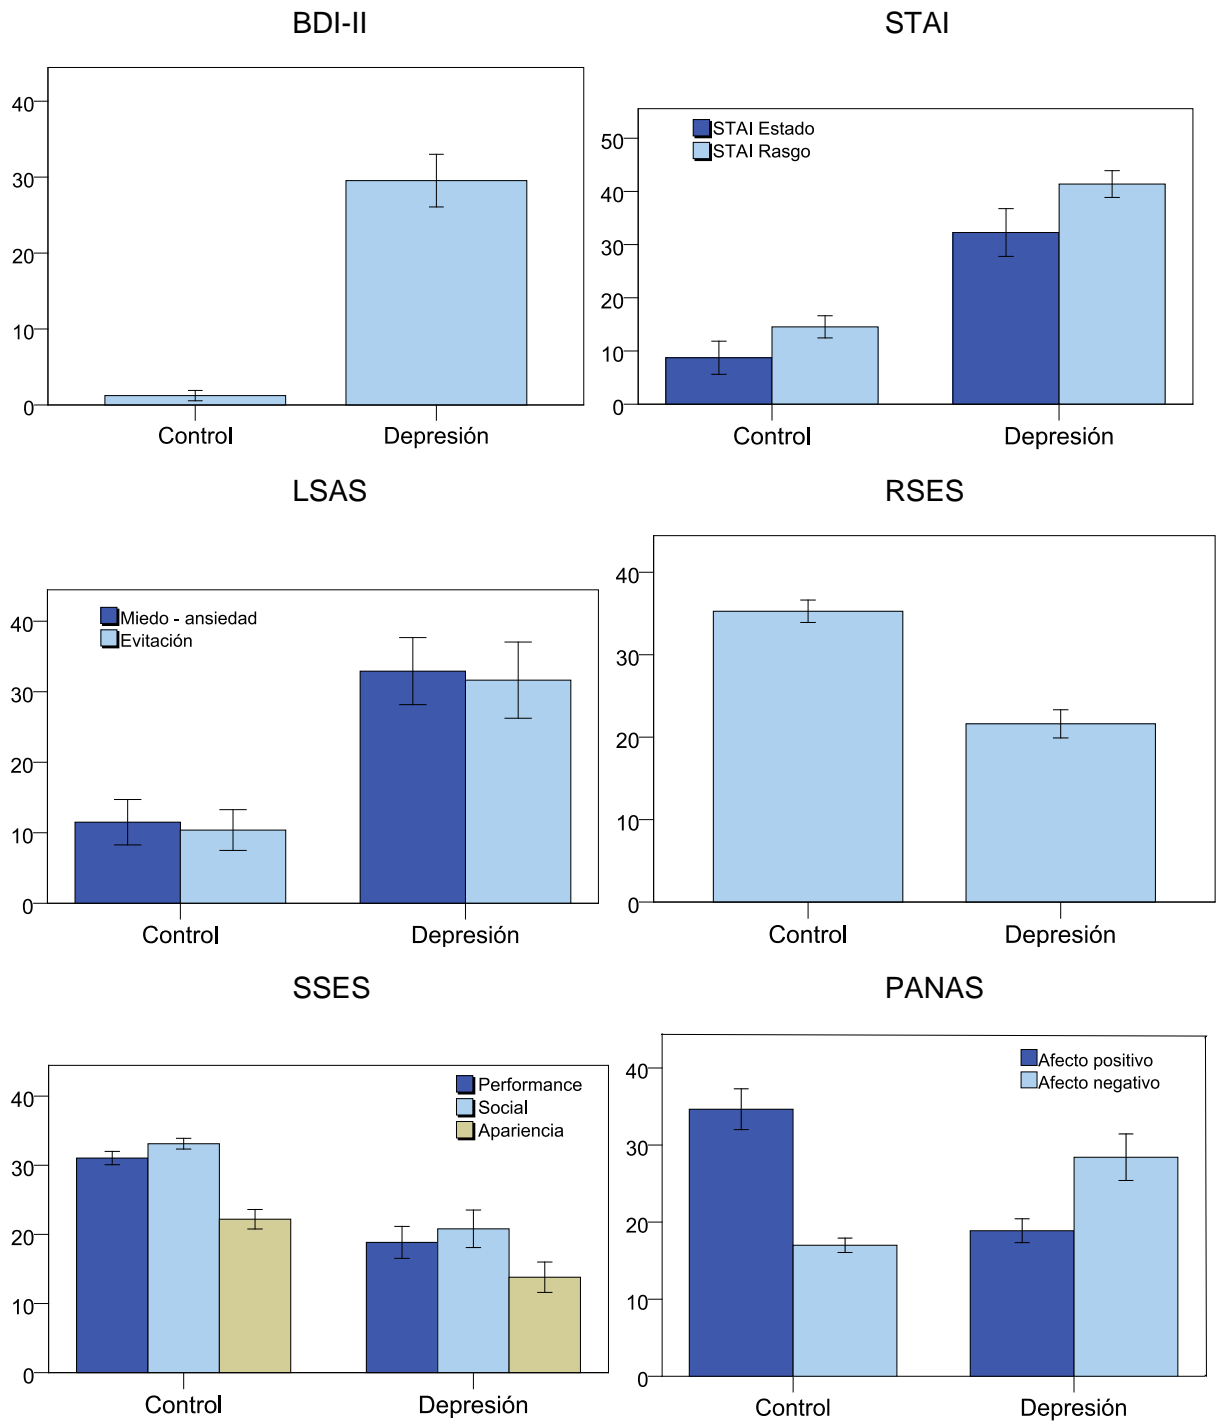 BDI-II
40
30
20
10
0
Control Depresión
STAI
STAI Estado
STAI Rasgo
50
40
30
20
10
0
Control Depresión
LSAS
Miedo - ansiedad
Evitación
40
30
20
10
0
Control Depresión
RSES
40
30
20
10
0
Control Depresión
SSES
Performance
Social
Apariencia
40
30
20
10
0
Control Depresión
PANAS
Afecto positivo
Afecto negativo
40
30
20
10
0
Control Depresión